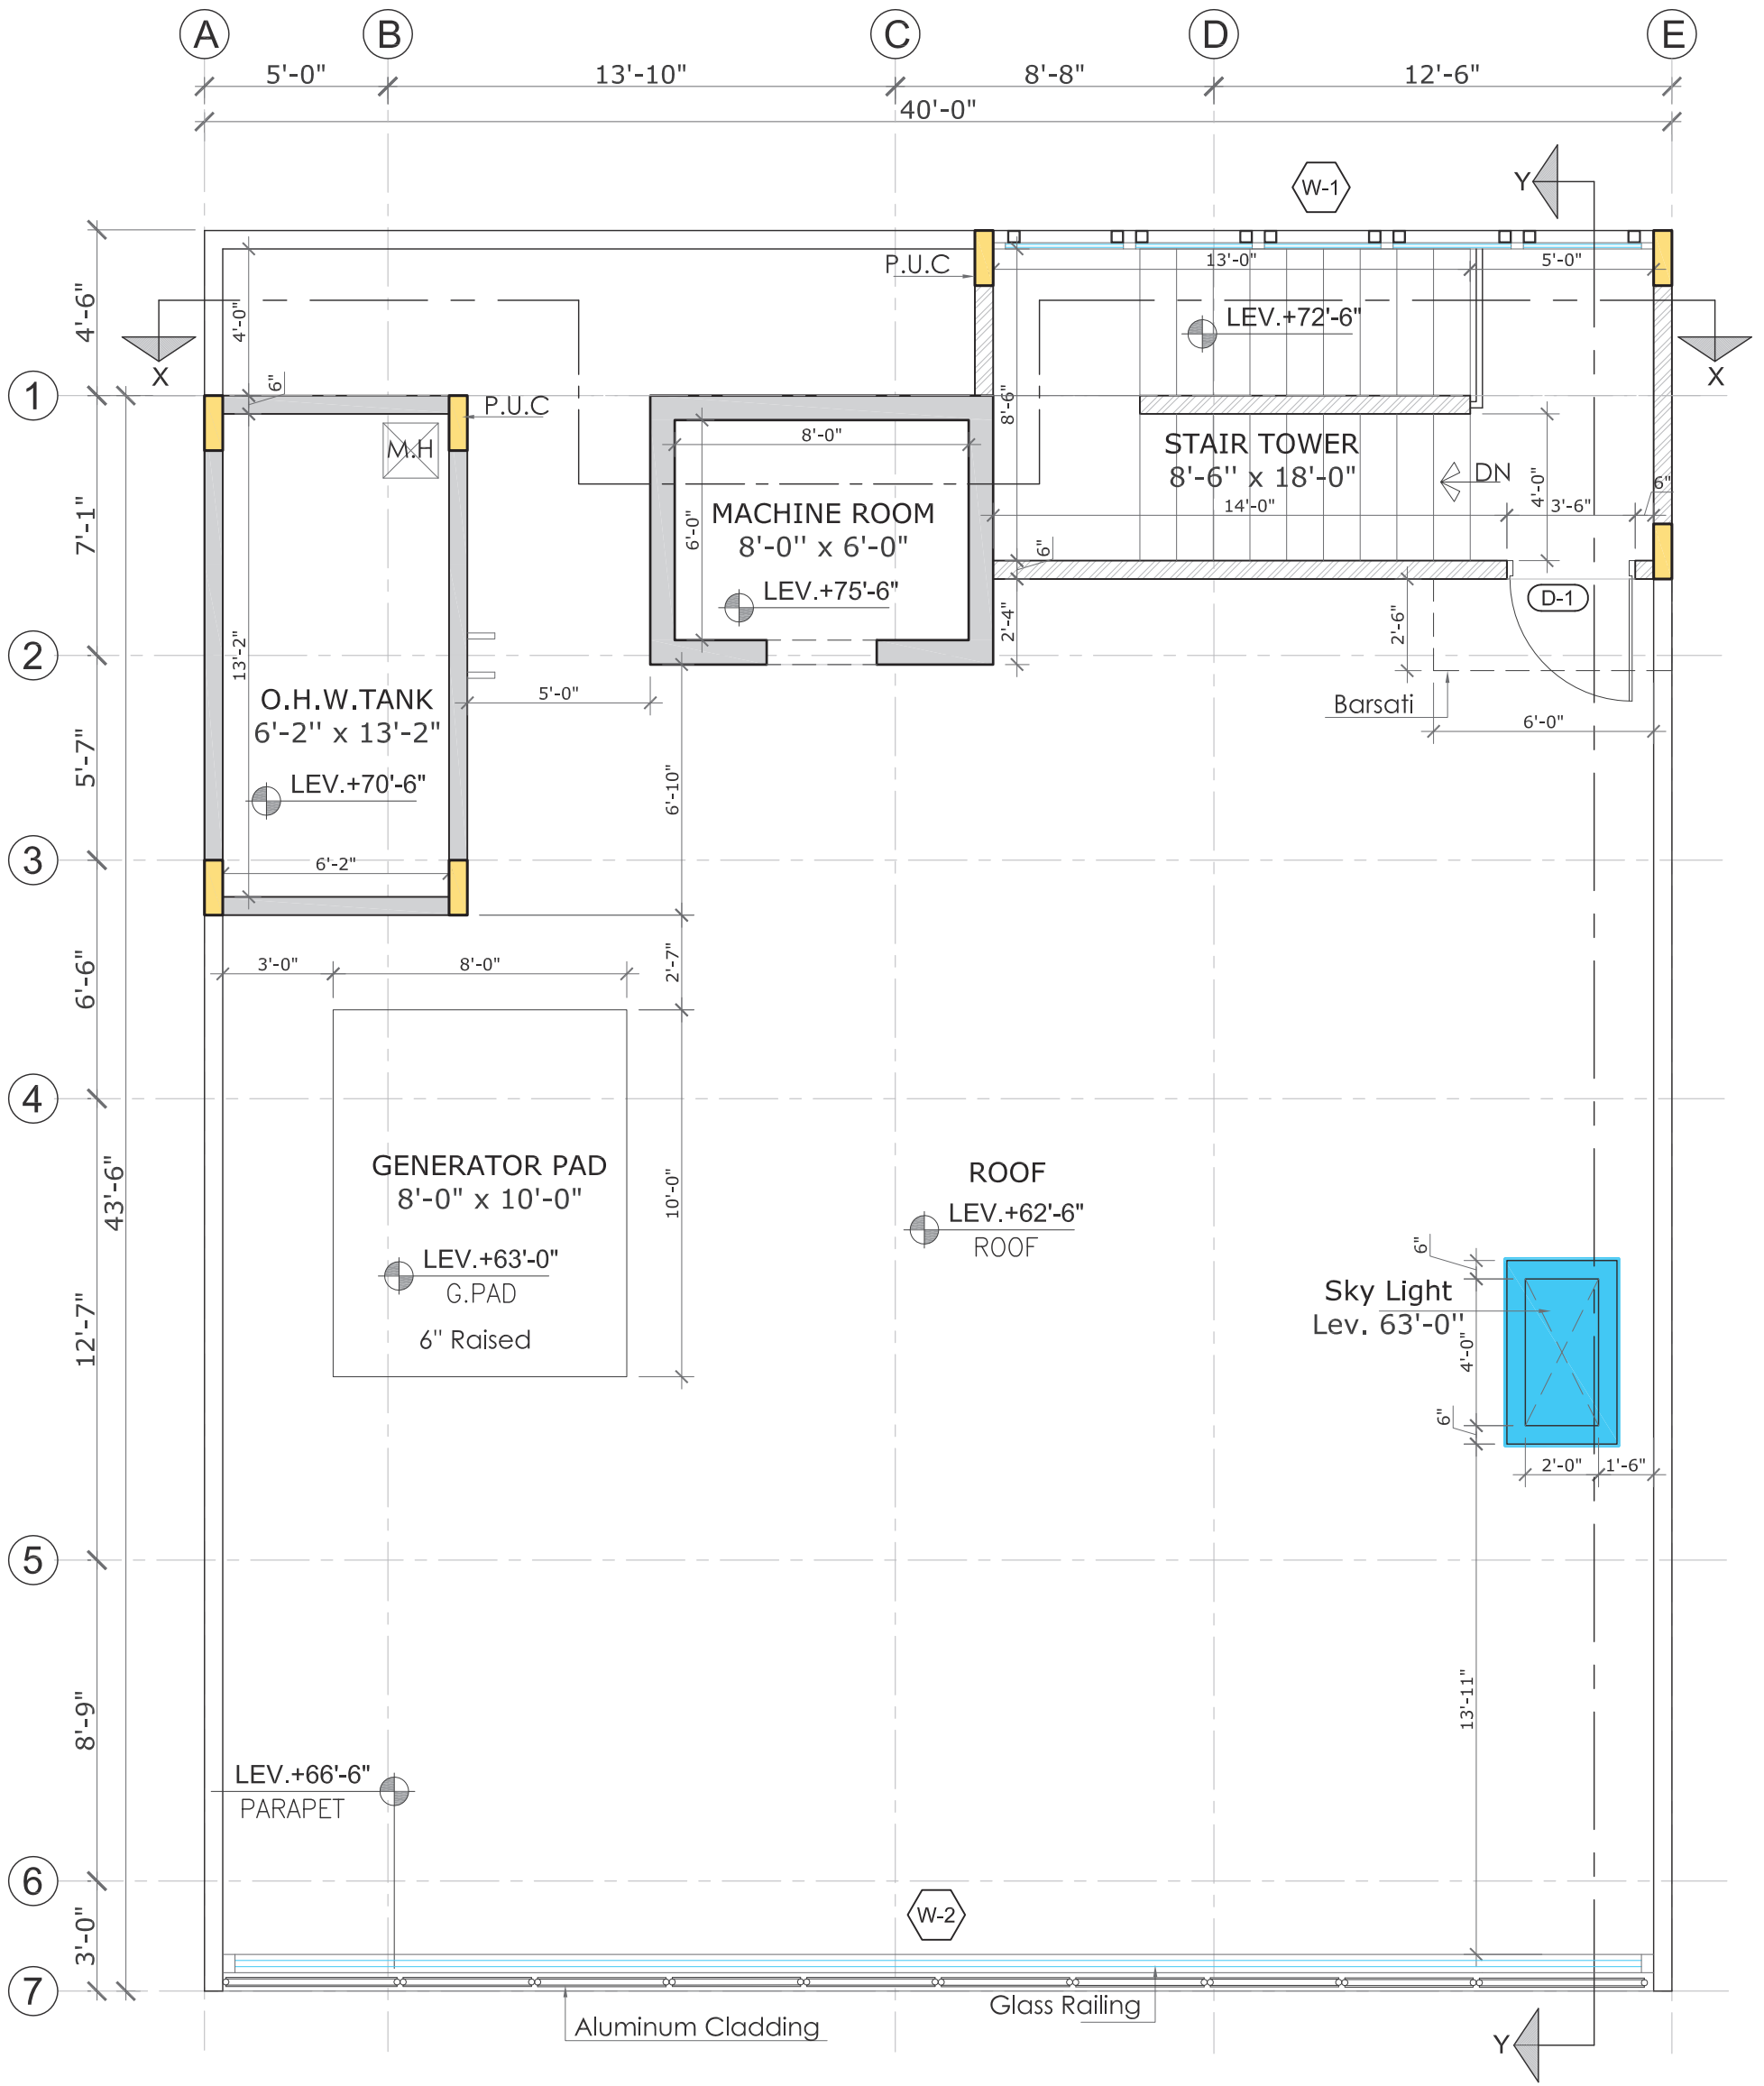 A B C D E
5'-0" 13'-10" 8'-8" 12'-6"
40'-0"
W-1
Y
4'-6"
P.U.C
13'-0" 5'-0"
4'-0"
LEV.+72'-6"
X
X
1
6"
P.U.C
8'-6"
M.H
8'-0"
STAIR TOWER
8'-6'' x 18'-0"
DN
6"
4'-0"
14'-0" 3'-6"
7'-1"
6'-0"
MACHINE ROOM
8'-0'' x 6'-0"
6"
LEV.+75'-6"
D-1
2'-4"
2'-6"
2
13'-2"
O.H.W.TANK
6'-2'' x 13'-2"
5'-0"
Barsati
6'-0"
5'-7"
LEV.+70'-6"
6'-10"
3
6'-2"
6'-6"
3'-0" 8'-0"
2'-7"
4
43'-6"
GENERATOR PAD
8'-0" x 10'-0"
10'-0"
LEV.+63'-0"
G.PAD
6'' Raised
ROOF
LEV.+62'-6"
ROOF
6"
Sky Light
Lev. 63'-0''
4'-0"
12'-7"
6"
2'-0" 1'-6"
5
13'-11"
8'-9"
LEV.+66'-6"
PARAPET
6
W-2
3'-0"
7
Glass Railing
Aluminum Cladding
Y